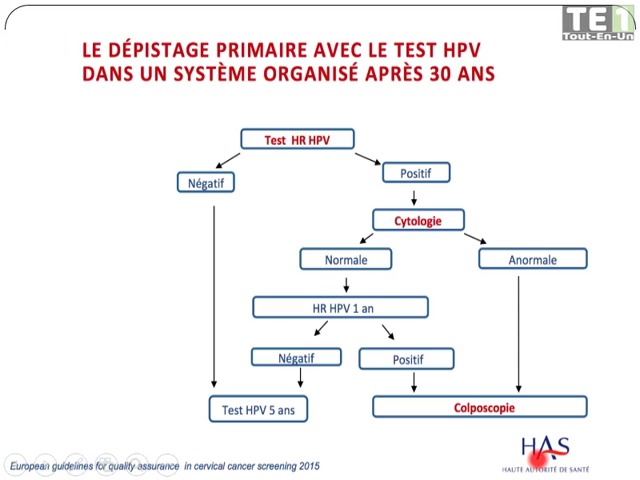 TE1
Tout-En-Un
LE DÉPISTAGE PRIMAIRE AVEC LE TEST HPV
DANS UN SYSTÈME ORGANISÉ APRÈS 30 ANS
Test HR HPV
Négatif
Positif
Cytologie
Normale
Anormale
HR HPV 1 an
Négatif
Positif
Test HPV 5 ans
Colposcopie
HAS
HAUTE AUTORITÉ DE SANTÉ
European guidelines for quality assurance in cervical cancer screening 2015